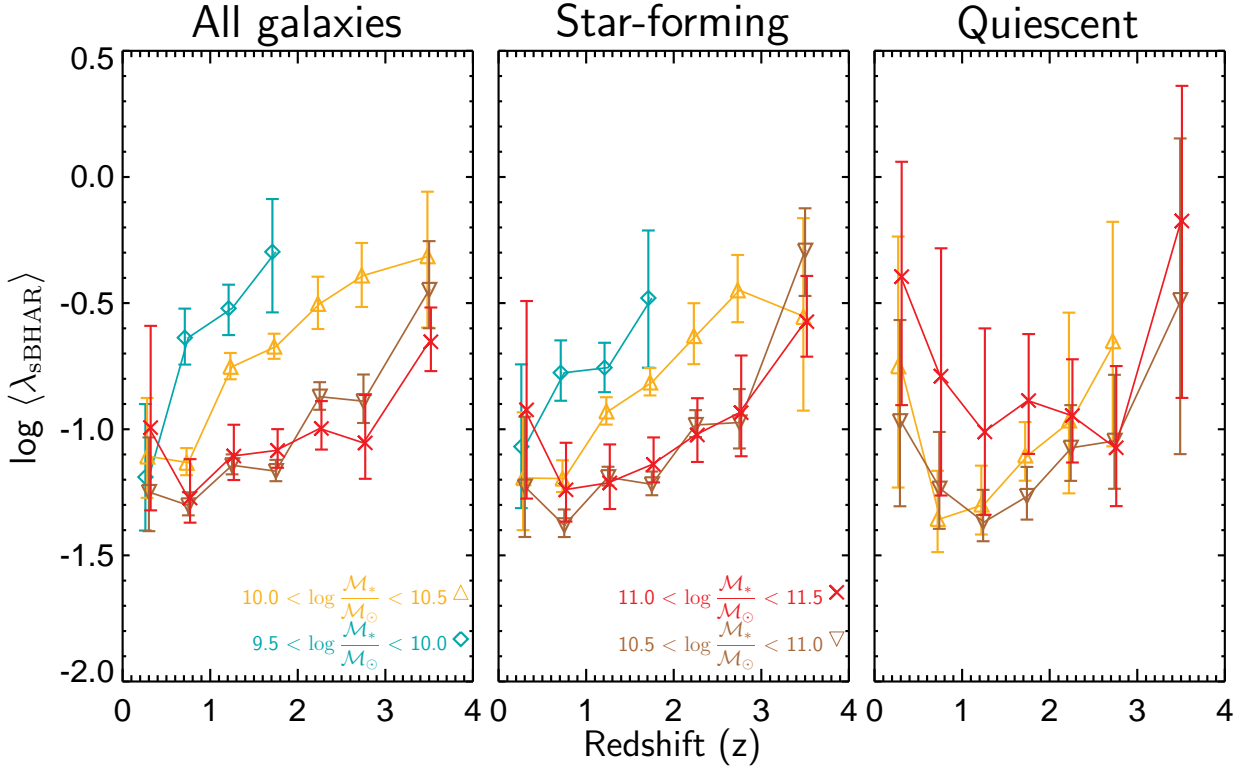 All galaxies
Star-forming
Quiescent
log ⟨λsBHAR⟩
0.5
0.0
-0.5
-1.0
-1.5
-2.0
10.0 < log M*/M⊙ < 10.5
9.5 < log M*/M⊙ < 10.0
11.0 < log M*/M⊙ < 11.5
10.5 < log M*/M⊙ < 11.0
0 1 2 3 4
0 1 2 3 4
0 1 2 3 4
Redshift (z)